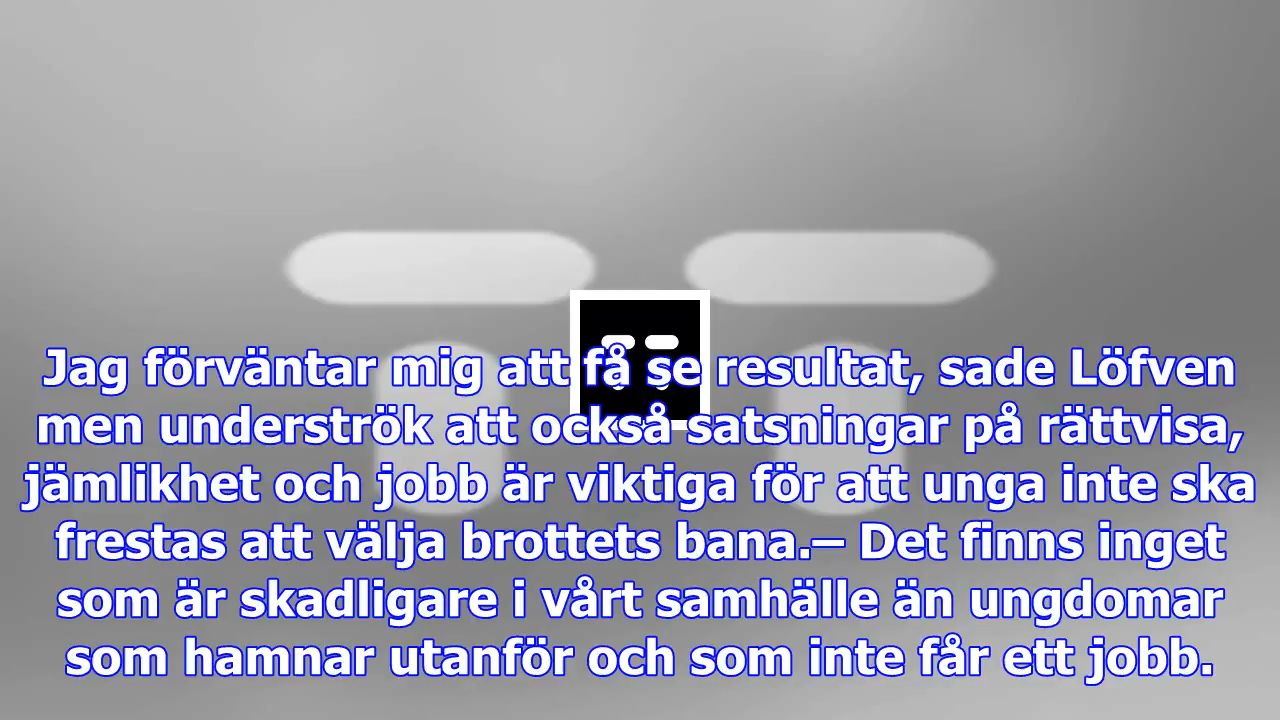 Jag förväntar mig att få se resultat, sade Löfven
men underströk att också satsningar på rättvisa,
jämlikhet och jobb är viktiga för att unga inte ska
frestas att välja brottets bana.– Det finns inget
som är skadligare i vårt samhälle än ungdomar
som hamnar utanför och som inte får ett jobb.